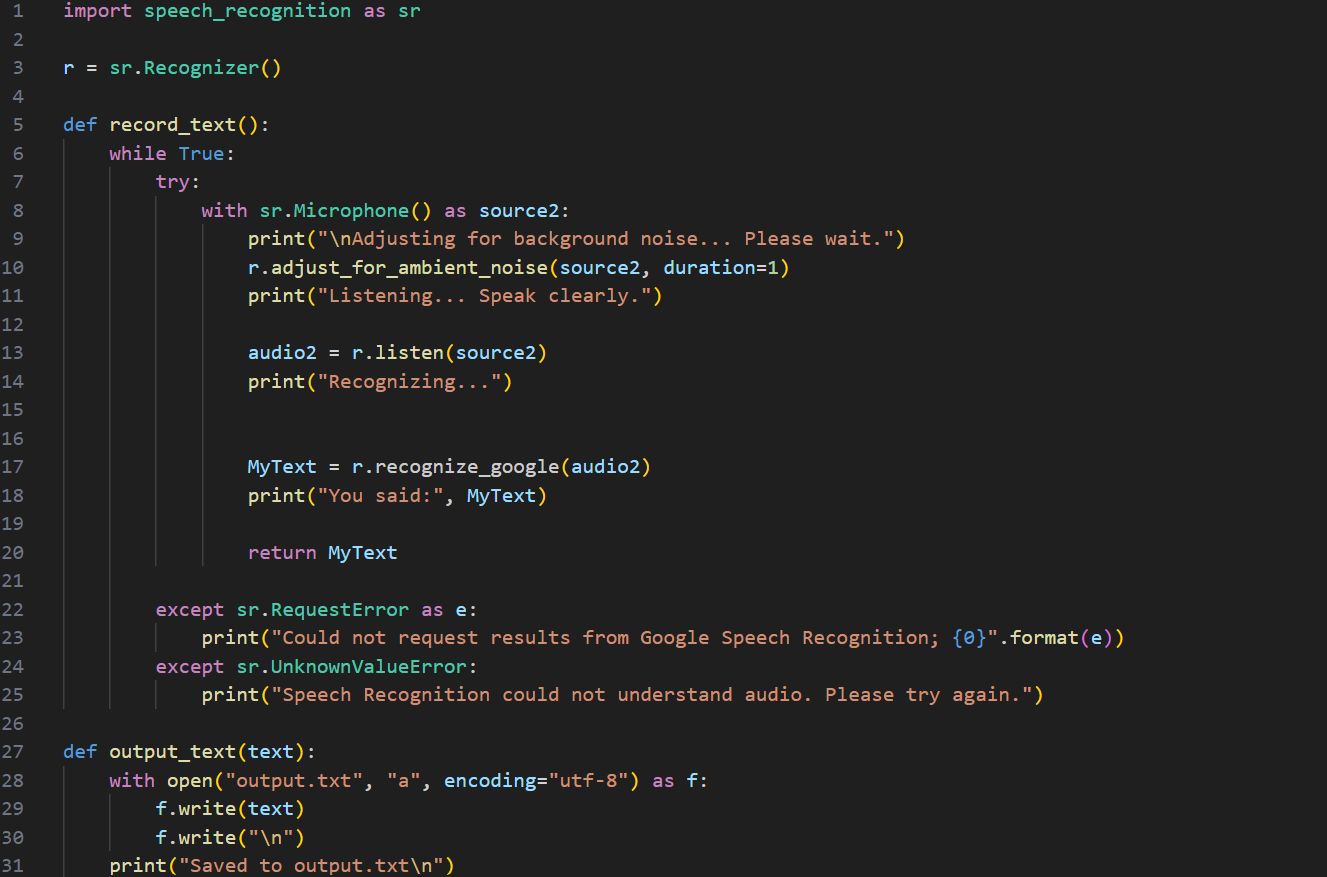 1 import speech_recognition as sr
2
3 r = sr.Recognizer()
4
5 def record_text():
6     while True:
7         try:
8             with sr.Microphone() as source2:
9                 print("\nAdjusting for background noise... Please wait.")
10                 r.adjust_for_ambient_noise(source2, duration=1)
11                 print("Listening... Speak clearly.")
12
13                 audio2 = r.listen(source2)
14                 print("Recognizing...")
15
16
17                 MyText = r.recognize_google(audio2)
18                 print("You said:", MyText)
19
20                 return MyText
21
22         except sr.RequestError as e:
23             print("Could not request results from Google Speech Recognition; {0}".format(e))
24         except sr.UnknownValueError:
25             print("Speech Recognition could not understand audio. Please try again.")
26
27 def output_text(text):
28     with open("output.txt", "a", encoding="utf-8") as f:
29         f.write(text)
30         f.write("\n")
31     print("Saved to output.txt\n")